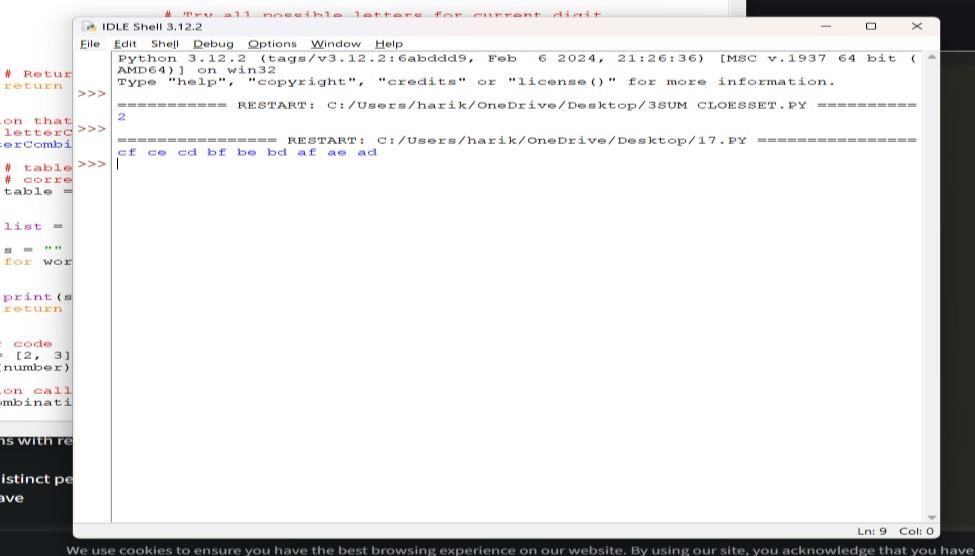 # Try all possible letters for current digit
IDLE Shell 3.12.2
File Edit Shell Debug Options Window Help
Python 3.12.2 (tags/v3.12.2:6abddd9, Feb  6 2024, 21:26:36) [MSC v.1937 64 bit (
AMD64)] on win32
Type "help", "copyright", "credits" or "license()" for more information.
>>>
=========== RESTART: C:/Users/harik/OneDrive/Desktop/3SUM CLOESSET.PY ==========
2
>>>
================ RESTART: C:/Users/harik/OneDrive/Desktop/17.PY ================
cf ce cd bf be bd af ae ad
>>>
Ln: 9 Col: 0
# Retur
return
on that
letterC
terCombi
# table
# corre
table =
list =
s = ""
for wor
print(s
return
r code
= [2, 3]
(number)
on call
ombinati
ns with re
istinct pe
ave
We use cookies to ensure you have the best browsing experience on our website. By using our site, you acknowledge that you have